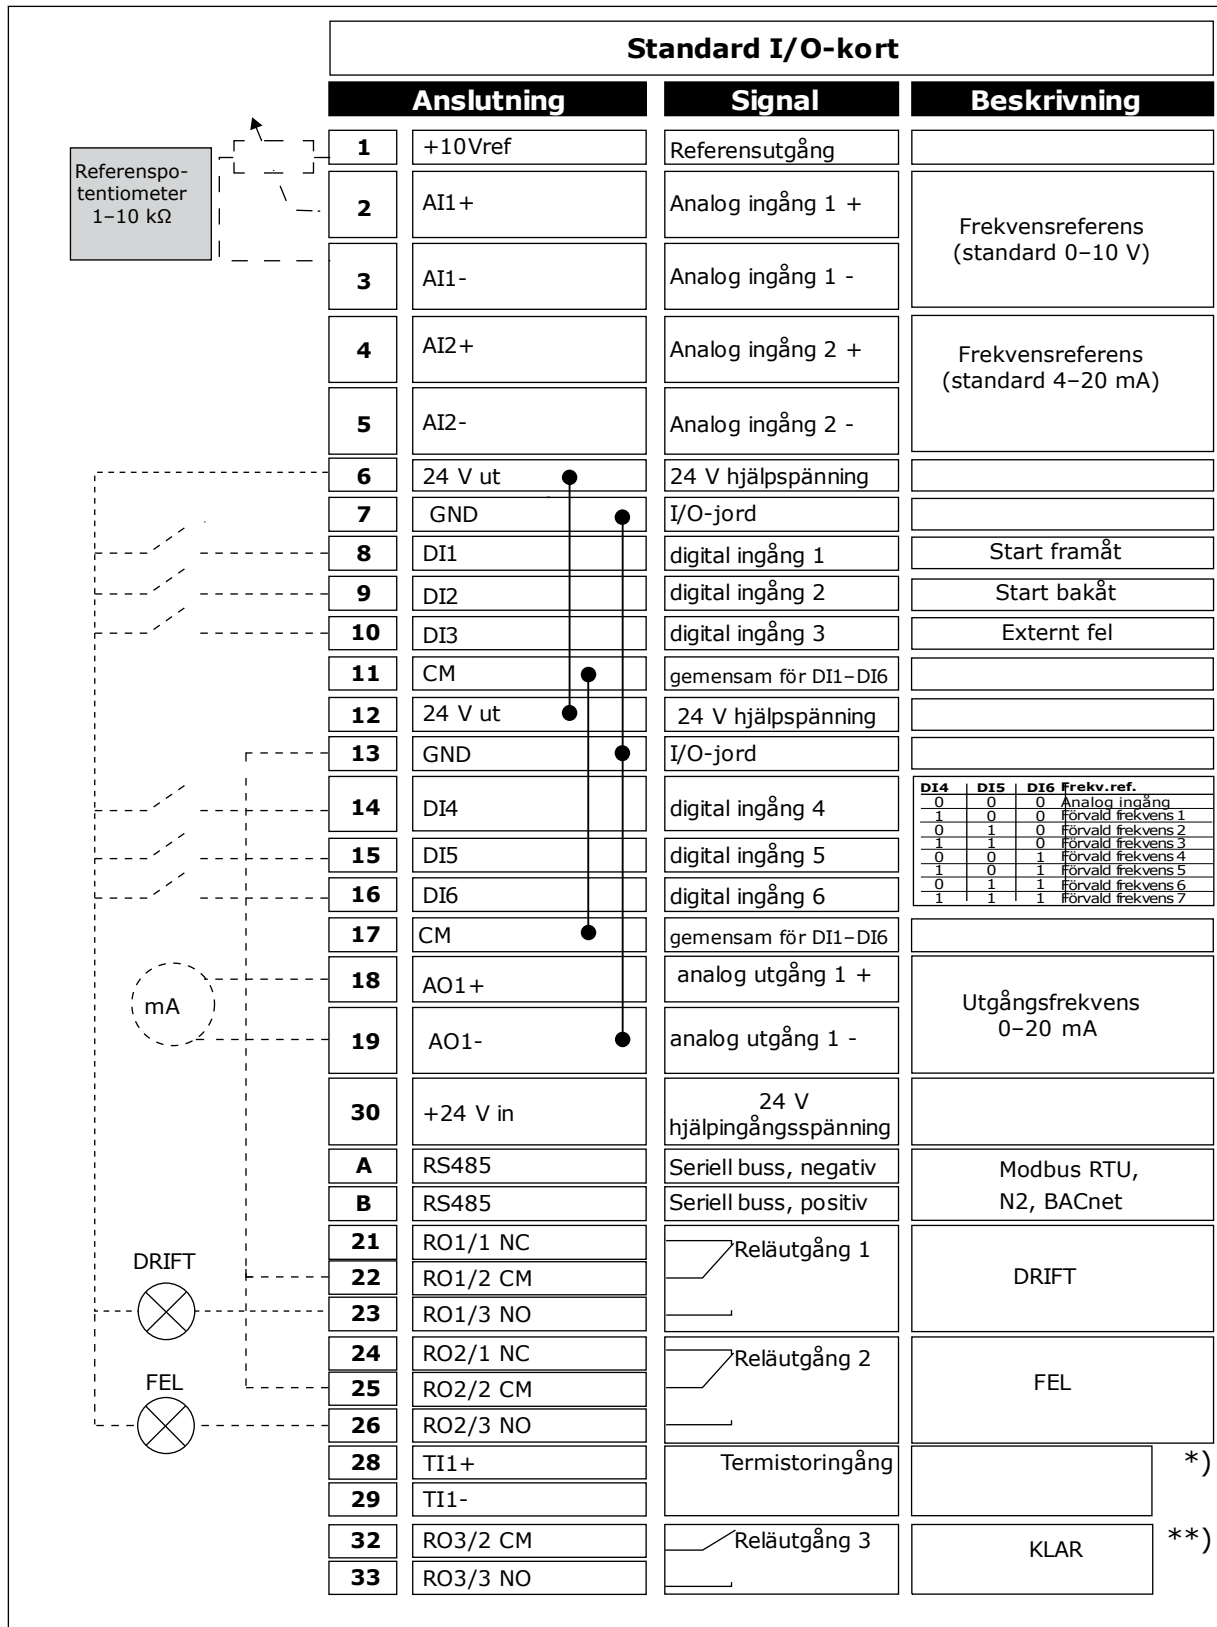 Standard I/O-kort
Anslutning Signal Beskrivning
Referenspo-
tentiometer
1–10 kΩ
1 +10Vref Referensutgång
2 AI1+ Analog ingång 1 +
Frekvensreferens
(standard 0–10 V)
3 AI1- Analog ingång 1 -
4 AI2+ Analog ingång 2 +
Frekvensreferens
(standard 4–20 mA)
5 AI2- Analog ingång 2 -
6 24 V ut 24 V hjälpspänning
7 GND I/O-jord
8 DI1 digital ingång 1 Start framåt
9 DI2 digital ingång 2 Start bakåt
10 DI3 digital ingång 3 Externt fel
11 CM gemensam för DI1–DI6
12 24 V ut 24 V hjälpspänning
13 GND I/O-jord
14 DI4 digital ingång 4
DI4 DI5 DI6 Frekv.ref.
0 0 0 Analog ingång
1 0 0 Förvald frekvens 1
0 1 0 Förvald frekvens 2
1 1 0 Förvald frekvens 3
0 0 1 Förvald frekvens 4
1 0 1 Förvald frekvens 5
0 1 1 Förvald frekvens 6
1 1 1 Förvald frekvens 7
15 DI5 digital ingång 5
16 DI6 digital ingång 6
17 CM gemensam för DI1–DI6
18 AO1+ analog utgång 1 +
mA
Utgångsfrekvens
0–20 mA
19 AO1- analog utgång 1 -
30 +24 V in 24 V
hjälpingångsspänning
A RS485 Seriell buss, negativ
Modbus RTU,
N2, BACnet
B RS485 Seriell buss, positiv
21 RO1/1 NC Reläutgång 1
DRIFT
22 RO1/2 CM DRIFT
23 RO1/3 NO
24 RO2/1 NC Reläutgång 2
FEL
25 RO2/2 CM FEL
26 RO2/3 NO
28 TI1+ Termistoringång *)
29 TI1-
32 RO3/2 CM Reläutgång 3 KLAR **)
33 RO3/3 NO